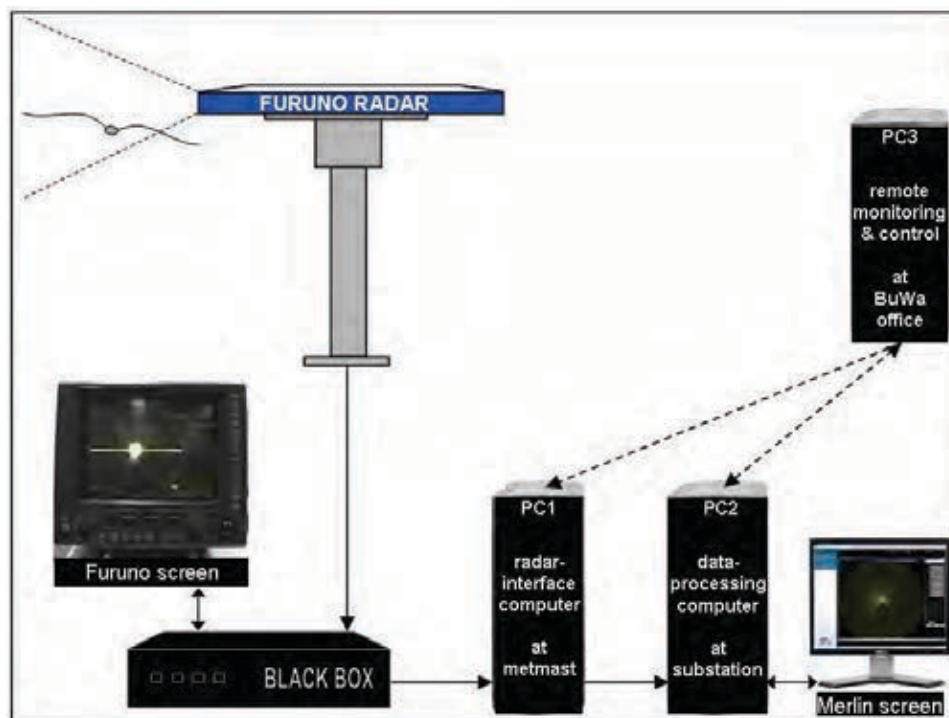 FURUNO RADAR
PC3
remote
monitoring
& control
at
BuWa
office
Furuno screen
BLACK BOX
PC1
radar-
interface
computer
at
metmast
PC2
data-
processing
computer
at
substation
Merlin screen